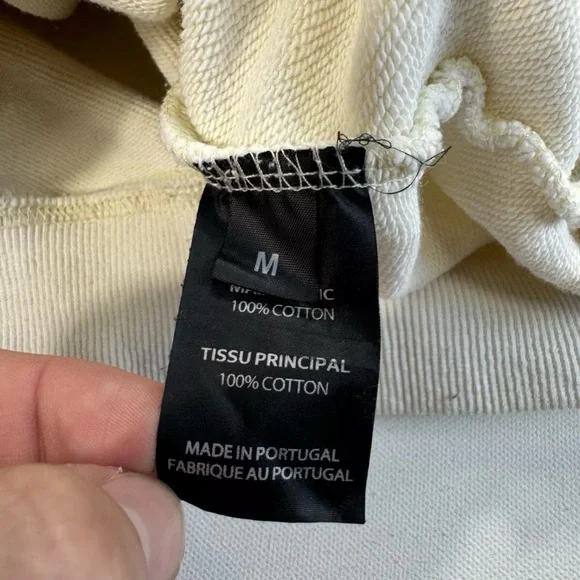 M
100% COTTON
TISSU PRINCIPAL
100% COTTON
MADE IN PORTUGAL
FABRIQUE AU PORTUGAL